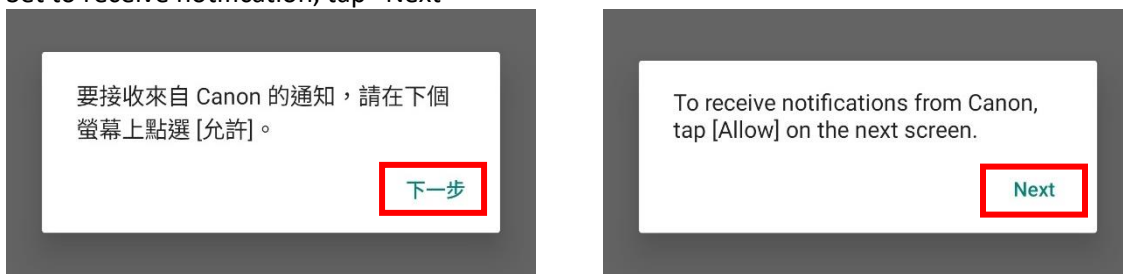 Set to receive notification, tap "Next"
要接收來自 Canon 的通知，請在下個
螢幕上點選 [允許]。
下一步
To receive notifications from Canon,
tap [Allow] on the next screen.
Next